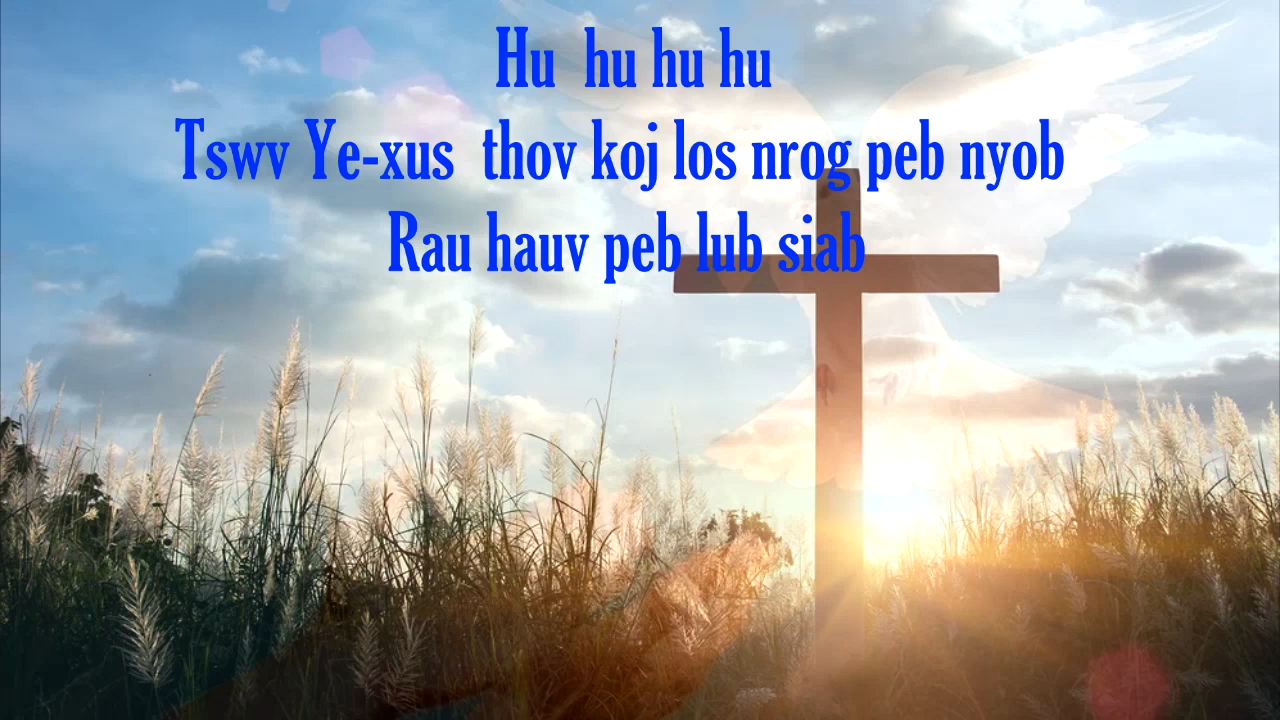 Hu hu hu hu
Tswv Ye-xus thov koj los nrog peb nyob
Rau hauv peb lub siab